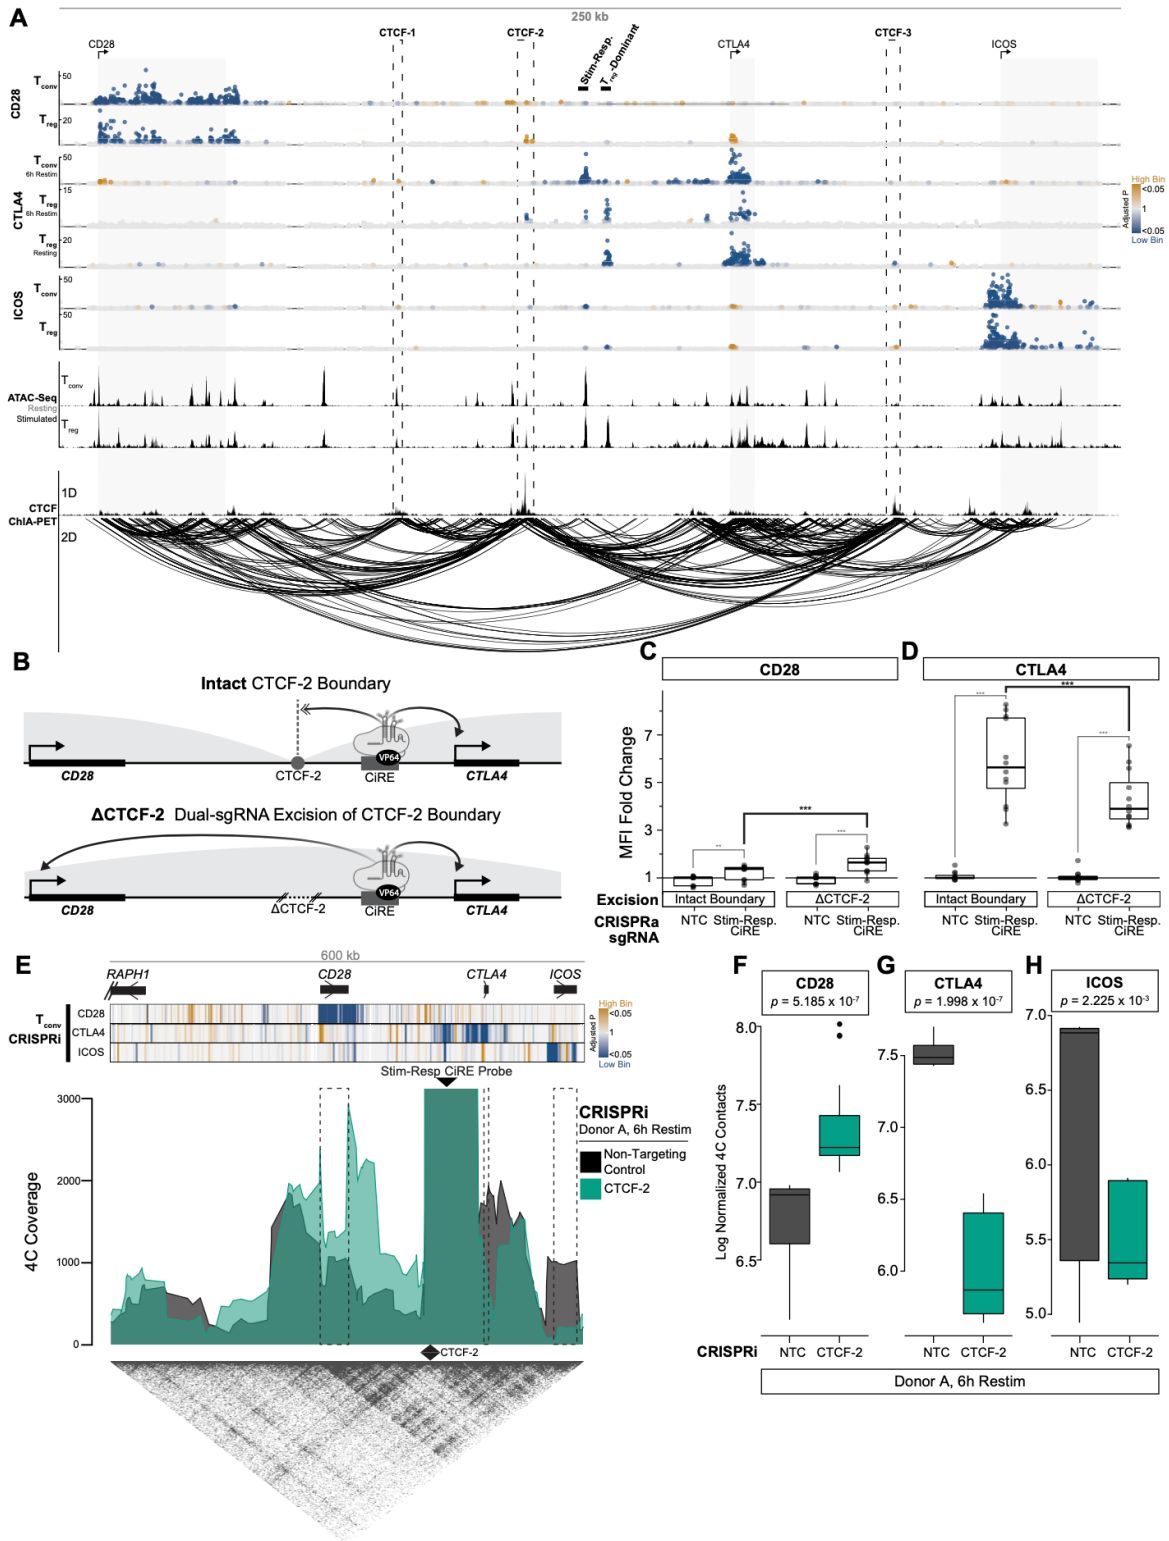 A
250 kb
CD28
CTCF-1
CTCF-2
Stim-Resp.
Treg-Dominant
CTLA4
CTCF-3
ICOS
CD28
Tconv
50
Treg
20
CTLA4
Tconv
6h Restim
50
Treg
6h Restim
15
Treg
Resting
20
ICOS
Tconv
50
Treg
50
High Bin
<0.05
1
<0.05
Low Bin
Adjusted P
ATAC-Seq
Resting
Stimulated
Tconv
Treg
CTCF
ChIA-PET
1D
2D
B
Intact CTCF-2 Boundary
VP64
CD28
CTCF-2
CiRE
CTLA4
ΔCTCF-2 Dual-sgRNA Excision of CTCF-2 Boundary
VP64
CD28
ΔCTCF-2
CiRE
CTLA4
C
CD28
D
CTLA4
MFI Fold Change
7
5
3
1
**
***
***
***
***
***
Excision
Intact Boundary
ΔCTCF-2
Intact Boundary
ΔCTCF-2
CRISPRa
sgRNA
NTC
Stim-Resp.
CiRE
NTC
Stim-Resp.
CiRE
NTC
Stim-Resp.
CiRE
NTC
Stim-Resp.
CiRE
E
600 kb
RAPH1
CD28
CTLA4
ICOS
Tconv
CRISPRi
CD28
CTLA4
ICOS
High Bin
<0.05
1
<0.05
Low Bin
Adjusted P
Stim-Resp CiRE Probe
4C Coverage
3000
2000
1000
0
CRISPRi
Donor A, 6h Restim
Non-Targeting
Control
CTCF-2
CTCF-2
F
CD28
p = 5.185 x 10-7
G
CTLA4
p = 1.998 x 10-7
H
ICOS
p = 2.225 x 10-3
Log Normalized 4C Contacts
8.0
7.5
7.0
6.5
7.5
7.0
6.5
6.0
7.0
6.5
6.0
5.5
5.0
CRISPRi
NTC
CTCF-2
NTC
CTCF-2
NTC
CTCF-2
Donor A, 6h Restim